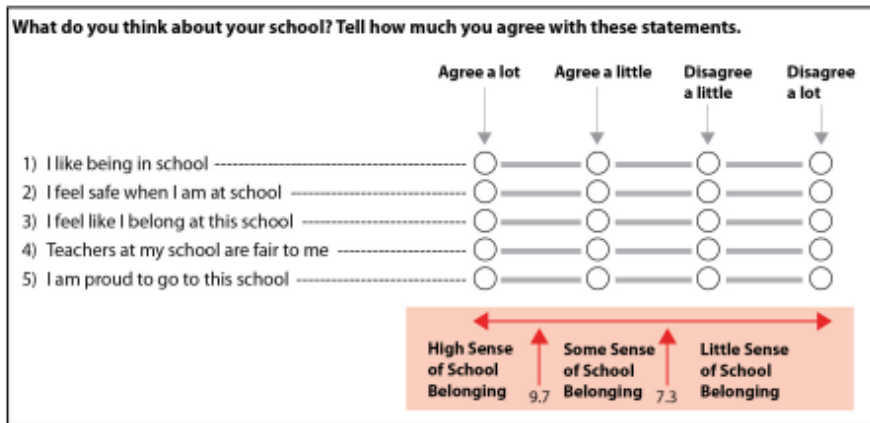 What do you think about your school? Tell how much you agree with these statements.
Agree a lot Agree a little Disagree a little Disagree a lot
1) I like being in school
2) I feel safe when I am at school
3) I feel like I belong at this school
4) Teachers at my school are fair to me
5) I am proud to go to this school
High Sense of School Belonging 9.7 Some Sense of School Belonging 7.3 Little Sense of School Belonging